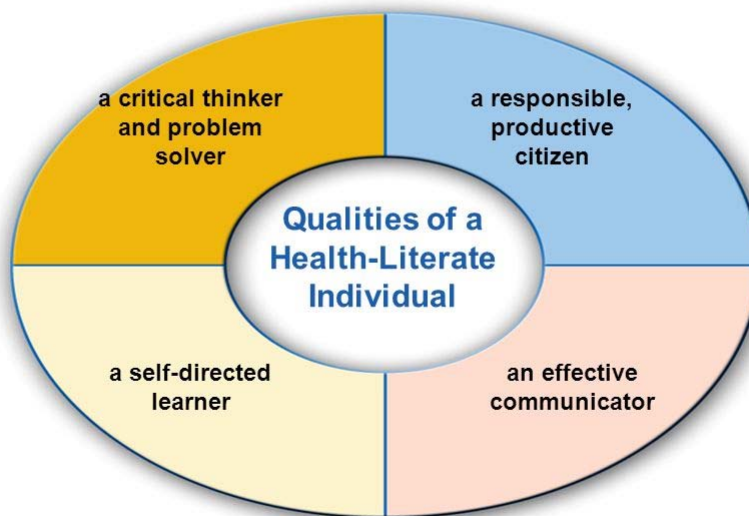 a critical thinker
and problem
solver
a responsible,
productive
citizen
Qualities of a
Health-Literate
Individual
a self-directed
learner
an effective
communicator